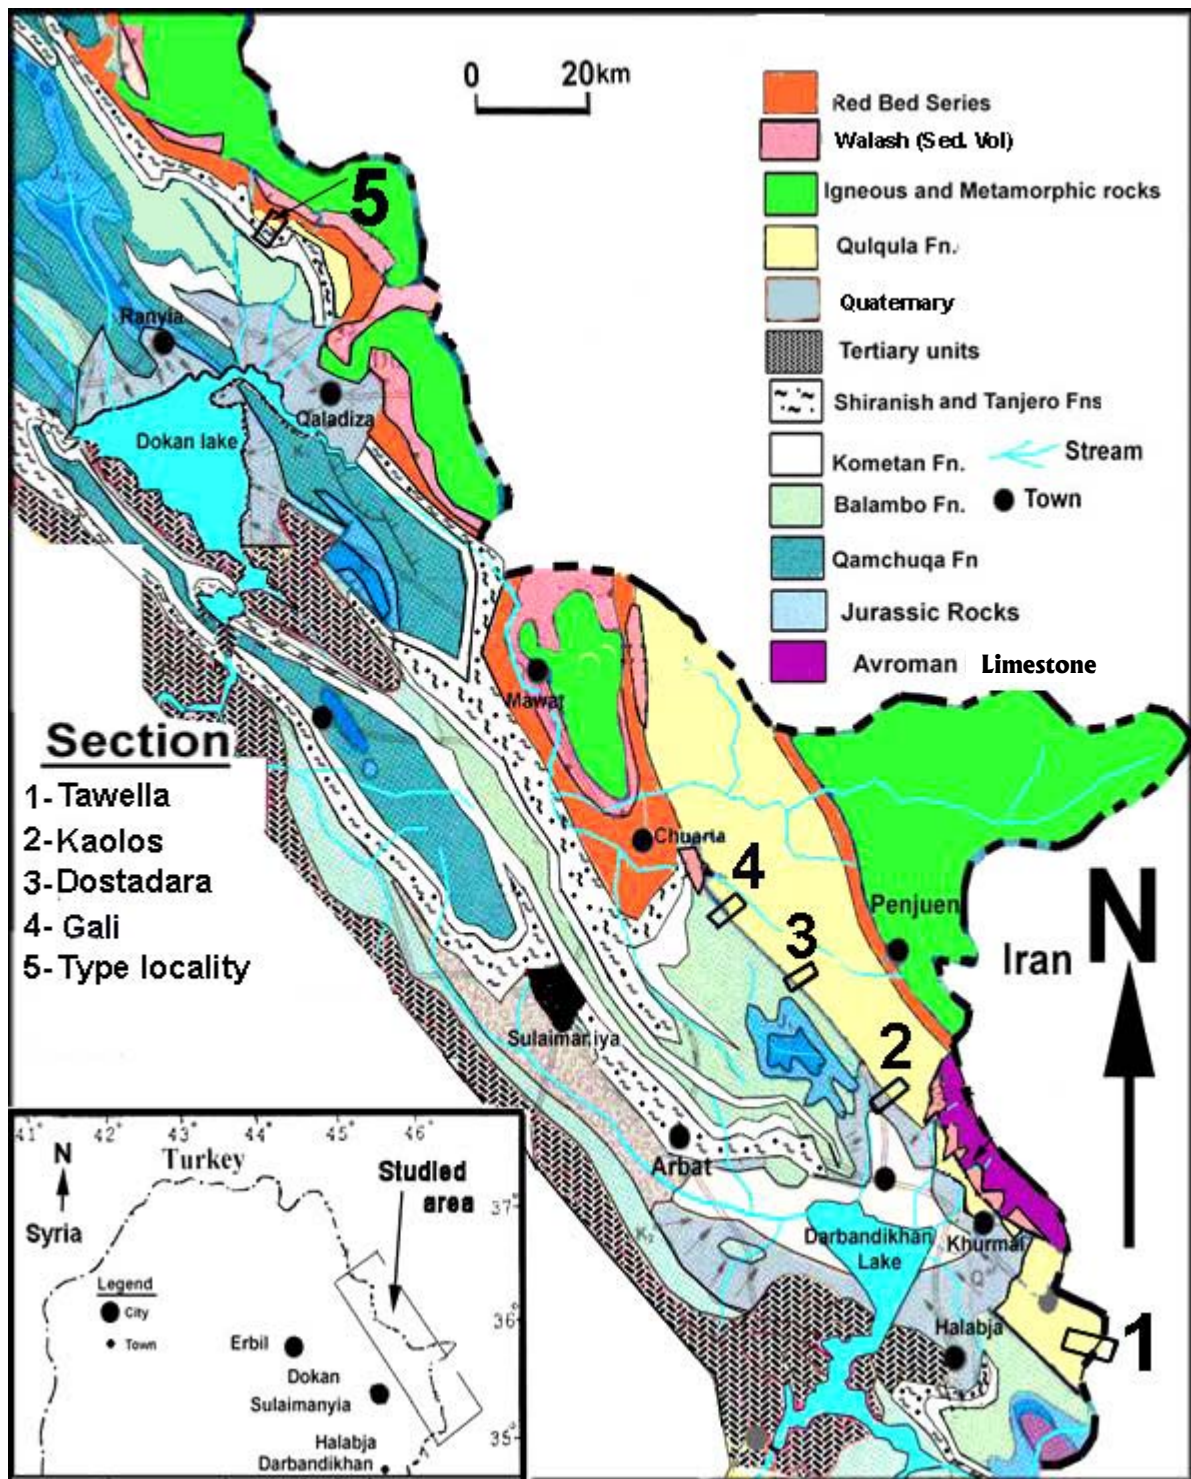 0 20km
Red Bed Series
Walash (Sed. Vol)
Igneous and Metamorphic rocks
Qulqula Fn.
Quaternary
Tertiary units
Shiranish and Tanjero Fns
Kometan Fn.
Stream
Balambo Fn.
Town
Qamchuqa Fn
Jurassic Rocks
Avroman Limestone
5
Ranyia
Qaladiza
Dokan lake
Mawat
Chuarta
4
Penjuen
3
Iran
N
2
Sulaimaniya
Arbat
Darbandikhan
Lake
Khurmal
Q
Halabja
1
K2
Section
1- Tawella
2- Kaolos
3- Dostadara
4- Gali
5- Type locality
41° 42° 43° 44° 45° 46°
N
Turkey
Studied
area
37°
Syria
Legend
City
Town
36°
Erbil
Dokan
Sulaimanyia
35°
Halabja
Darbandikhan